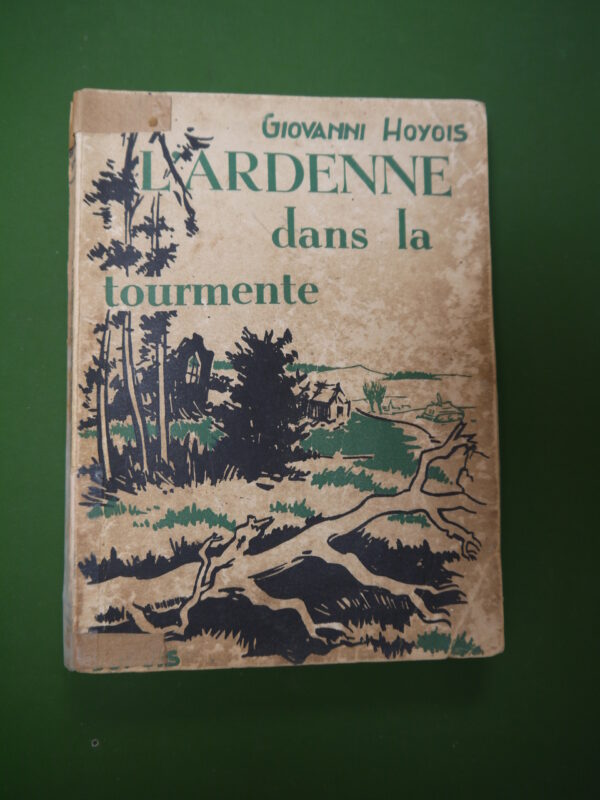 GIOVANNI HOYOIS
L'ARDENNE
dans la
tourmente